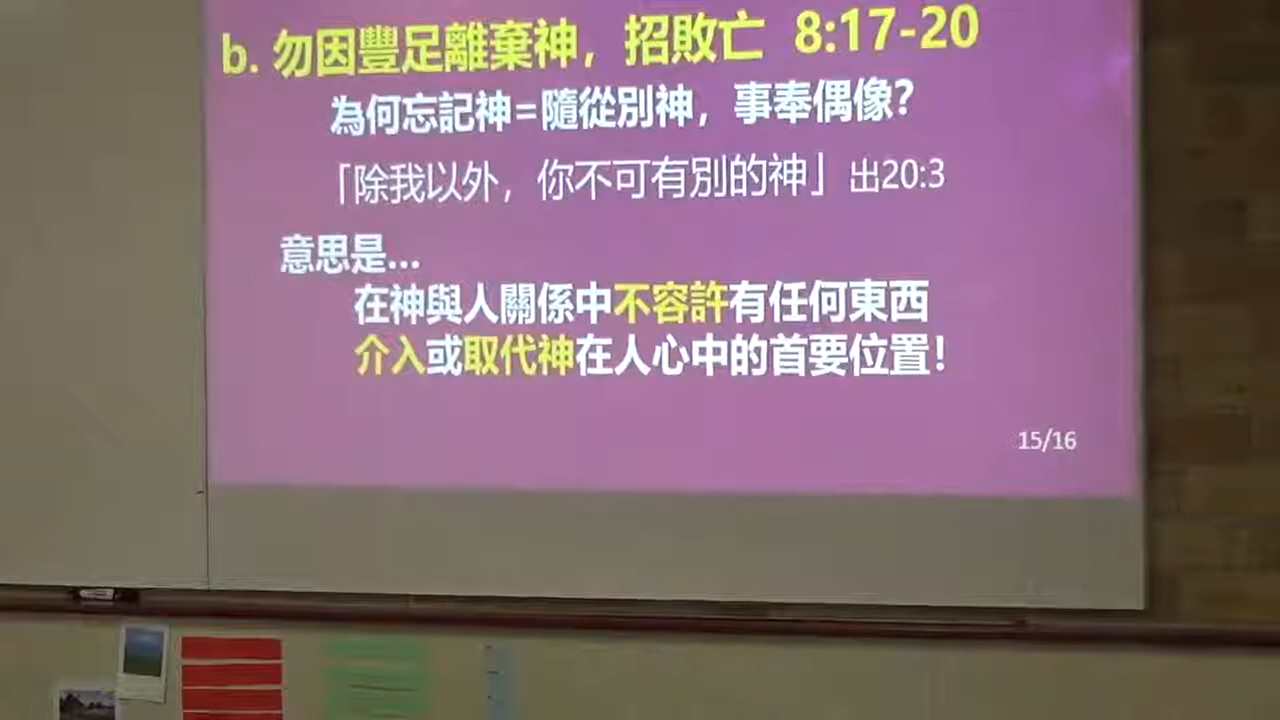 b. 勿因豐足離棄神，招敗亡 8:17-20
為何忘記神=隨從別神，事奉偶像?
「除我以外，你不可有別的神」出20:3
意思是...
在神與人關係中不容許有任何東西
介入或取代神在人心中的首要位置!
15/16